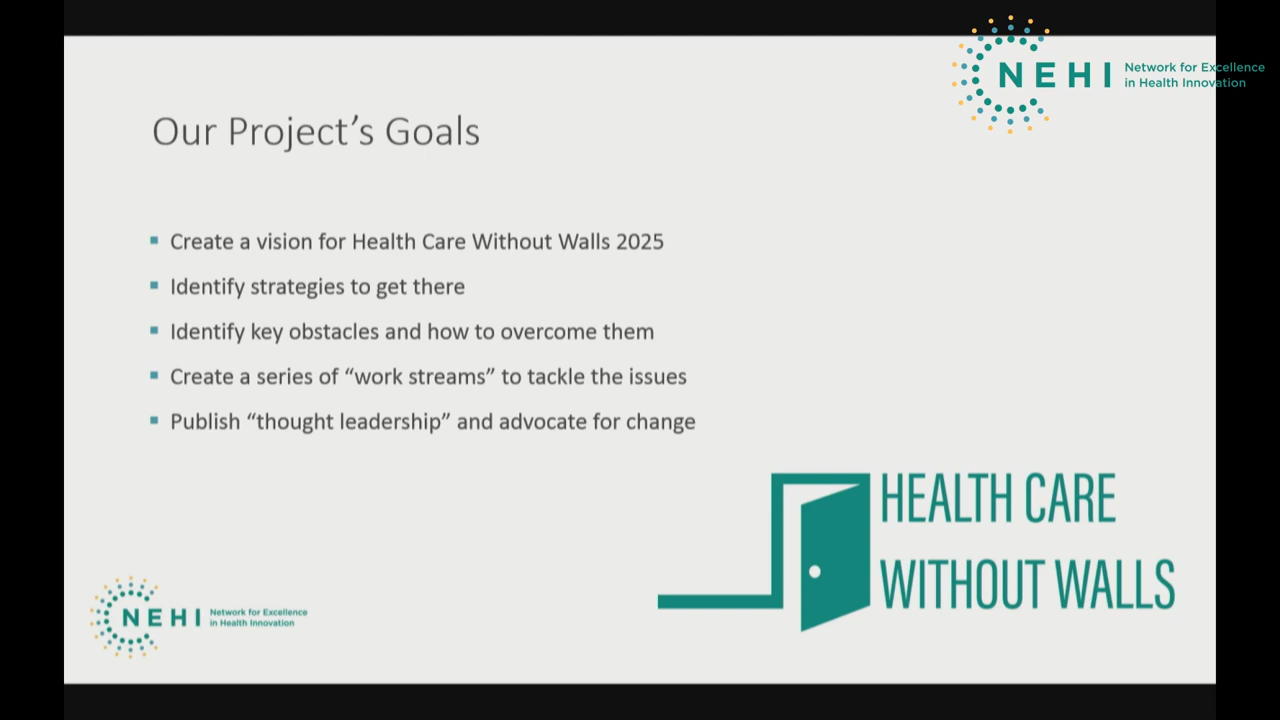 NEHI Network for Excellence
in Health Innovation
Our Project’s Goals
Create a vision for Health Care Without Walls 2025
Identify strategies to get there
Identify key obstacles and how to overcome them
Create a series of “work streams” to tackle the issues
Publish “thought leadership” and advocate for change
HEALTH CARE
WITHOUT WALLS
NEHI Network for Excellence
in Health Innovation